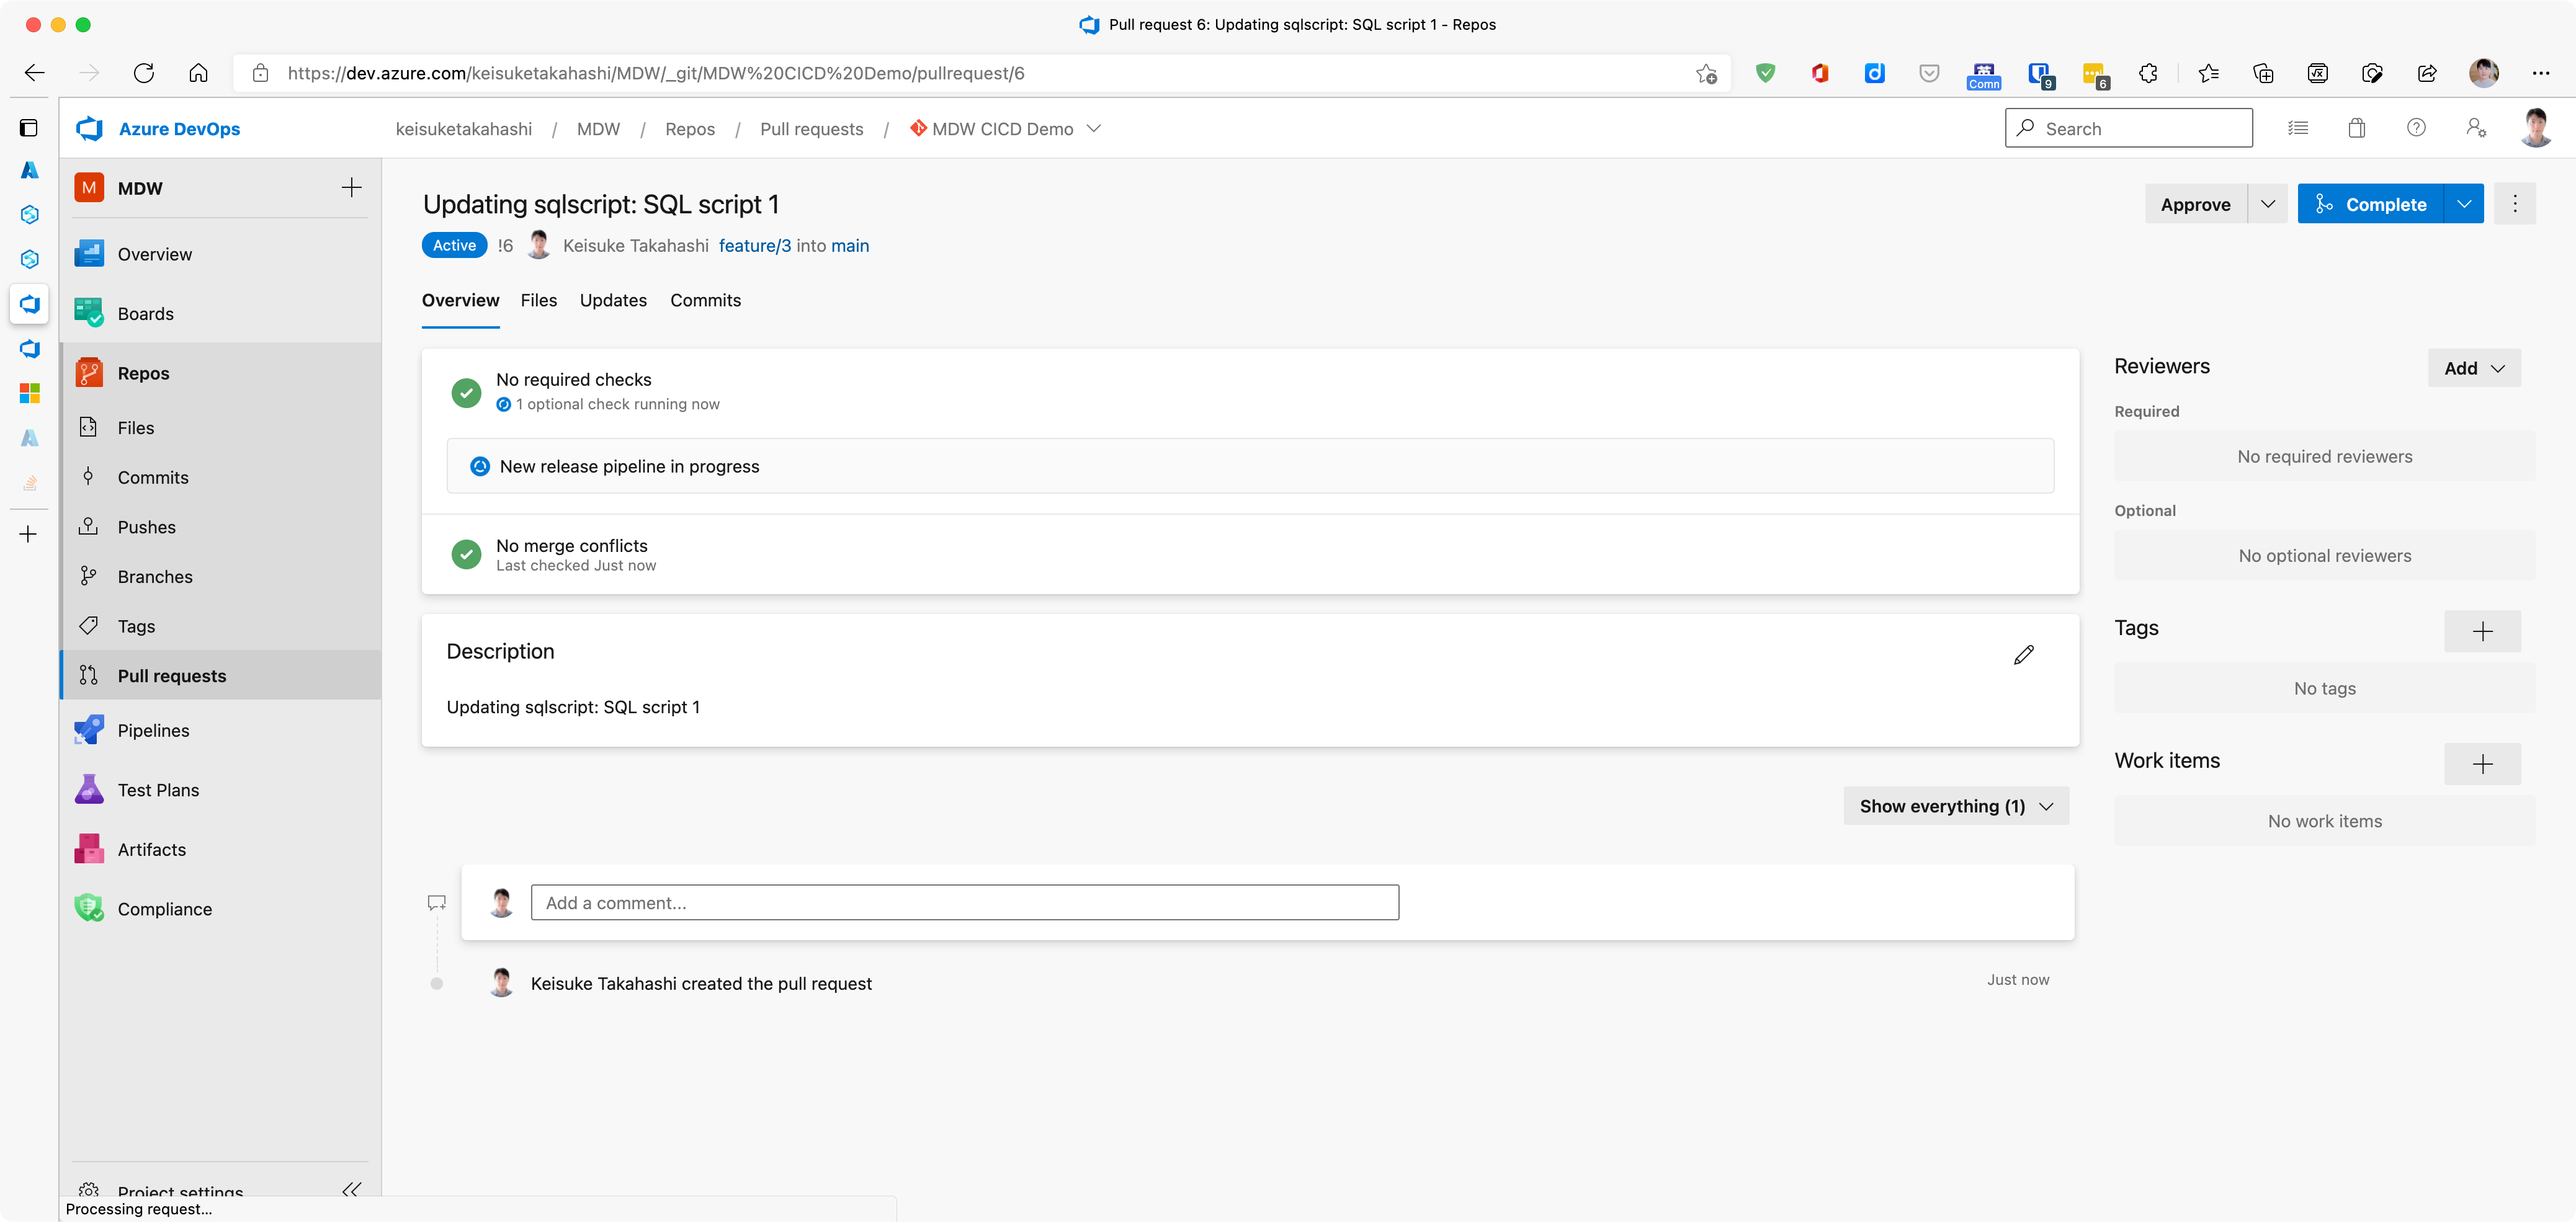 Pull request 6: Updating sqlscript: SQL script 1 - Repos
https://dev.azure.com/keisuketakahashi/MDW/_git/MDW%20CICD%20Demo/pullrequest/6
Comn
9
6
Azure DevOps
keisuketakahashi / MDW / Repos / Pull requests / MDW CICD Demo
Search
M MDW
Overview
Boards
Repos
Files
Commits
Pushes
Branches
Tags
Pull requests
Pipelines
Test Plans
Artifacts
Compliance
Project settings
Processing request...
Updating sqlscript: SQL script 1
Approve
Complete
Active !6 Keisuke Takahashi feature/3 into main
Overview Files Updates Commits
No required checks
1 optional check running now
New release pipeline in progress
No merge conflicts
Last checked Just now
Description
Updating sqlscript: SQL script 1
Show everything (1)
Add a comment...
Keisuke Takahashi created the pull request
Just now
Reviewers
Add
Required
No required reviewers
Optional
No optional reviewers
Tags
No tags
Work items
No work items